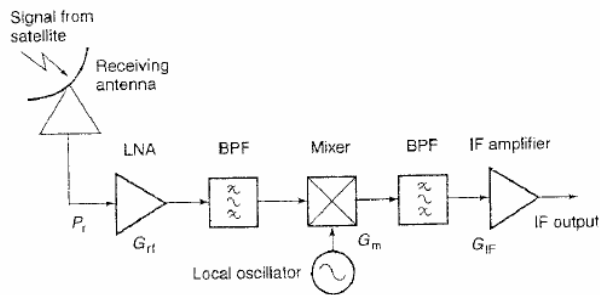 Signal from
satellite
Receiving
antenna
LNA
BPF
Mixer
BPF
IF amplifier
Pr
Grf
Gm
GIF
IF output
Local oscillator